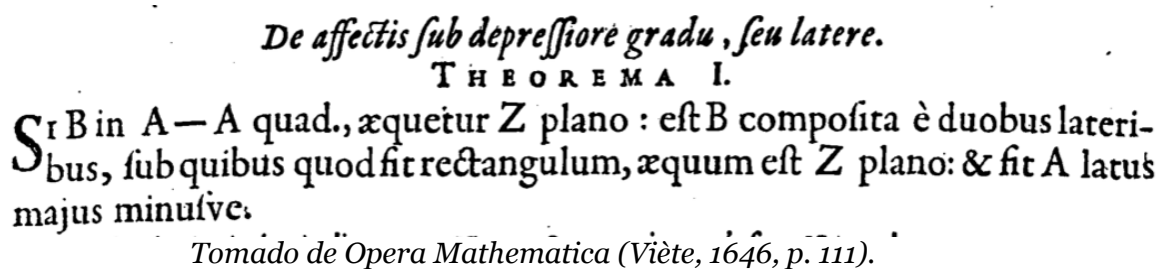 De affectis ſub depreſſiore gradu, ſeu latere.
THEOREMA I.
SI B in A — A quad., æquetur Z plano : eſt B compoſita è duobus lateri-
bus, ſub quibus quod fit rectangulum, æquum eſt Z plano: & fit A latus
majus minuſve.
Tomado de Opera Mathematica (Viète, 1646, p. 111).